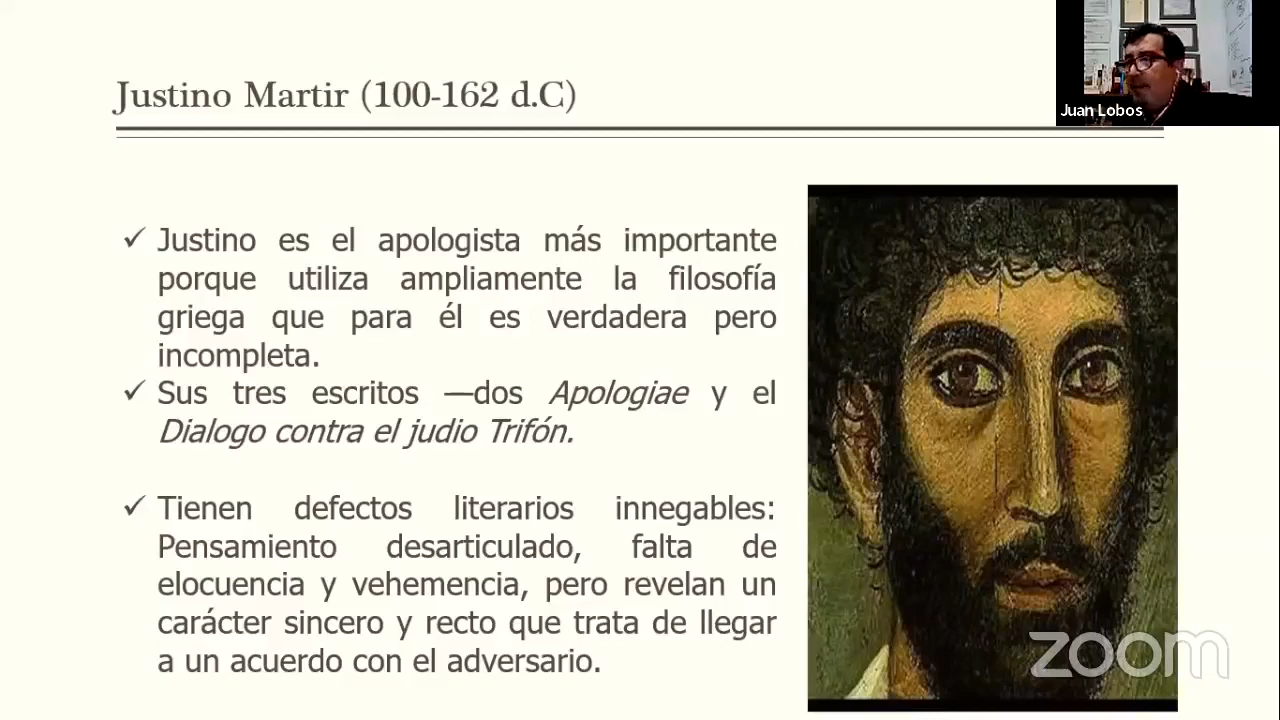 Justino Martir (100-162 d.C)
Juan Lobos
✓ Justino es el apologista más importante
porque utiliza ampliamente la filosofía
griega que para él es verdadera pero
incompleta.
✓ Sus tres escritos —dos Apologiae y el
Dialogo contra el judio Trifón.
✓ Tienen defectos literarios innegables:
Pensamiento desarticulado, falta de
elocuencia y vehemencia, pero revelan un
carácter sincero y recto que trata de llegar
a un acuerdo con el adversario.
zoom